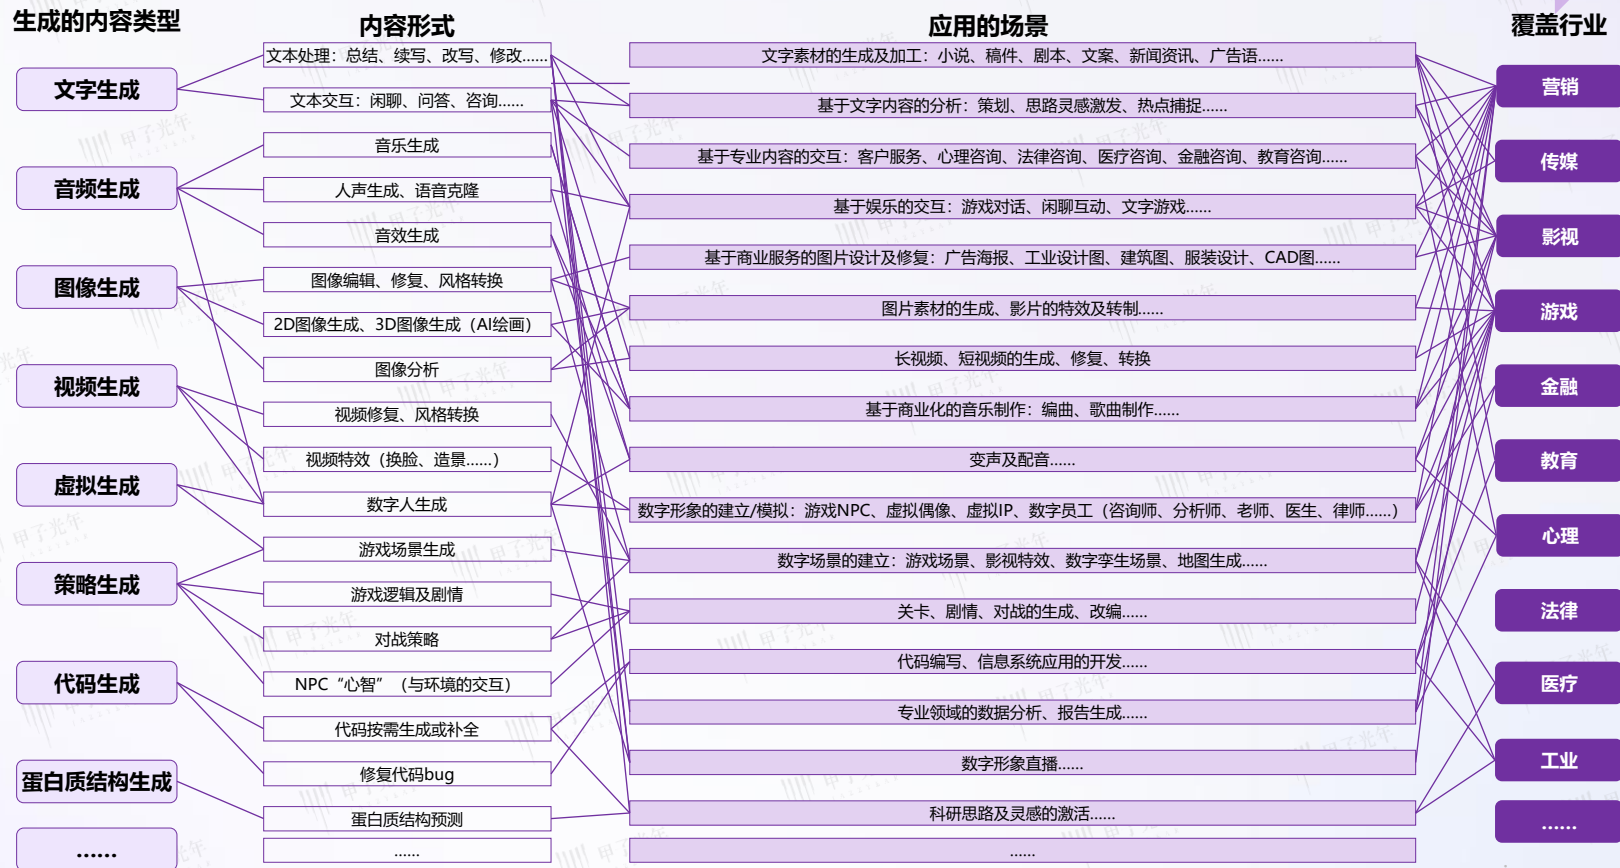 生成的内容类型
内容形式
应用的场景
覆盖行业
文字生成
音频生成
图像生成
视频生成
虚拟生成
策略生成
代码生成
蛋白质结构生成
……
文本处理：总结、续写、改写、修改……
文本交互：闲聊、问答、咨询……
音乐生成
人声生成、语音克隆
音效生成
图像编辑、修复、风格转换
2D图像生成、3D图像生成（AI绘画）
图像分析
视频修复、风格转换
视频特效（换脸、造景……）
数字人生成
游戏场景生成
游戏逻辑及剧情
对战策略
NPC“心智”（与环境的交互）
代码按需生成或补全
修复代码bug
蛋白质结构预测
……
文字素材的生成及加工：小说、稿件、剧本、文案、新闻资讯、广告语……
基于文字内容的分析：策划、思路灵感激发、热点捕捉……
基于专业内容的交互：客户服务、心理咨询、法律咨询、医疗咨询、金融咨询、教育咨询……
基于娱乐的交互：游戏对话、闲聊互动、文字游戏……
基于商业服务的图片设计及修复：广告海报、工业设计图、建筑图、服装设计、CAD图……
图片素材的生成、影片的特效及转制……
长视频、短视频的生成、修复、转换
基于商业化的音乐制作：编曲、歌曲制作……
变声及配音……
数字形象的建立/模拟：游戏NPC、虚拟偶像、虚拟IP、数字员工（咨询师、分析师、老师、医生、律师……）
数字场景的建立：游戏场景、影视特效、数字孪生场景、地图生成……
关卡、剧情、对战的生成、改编……
代码编写、信息系统应用的开发……
专业领域的数据分析、报告生成……
数字形象直播……
科研思路及灵感的激活……
……
营销
传媒
影视
游戏
金融
教育
心理
法律
医疗
工业
……
甲子光年